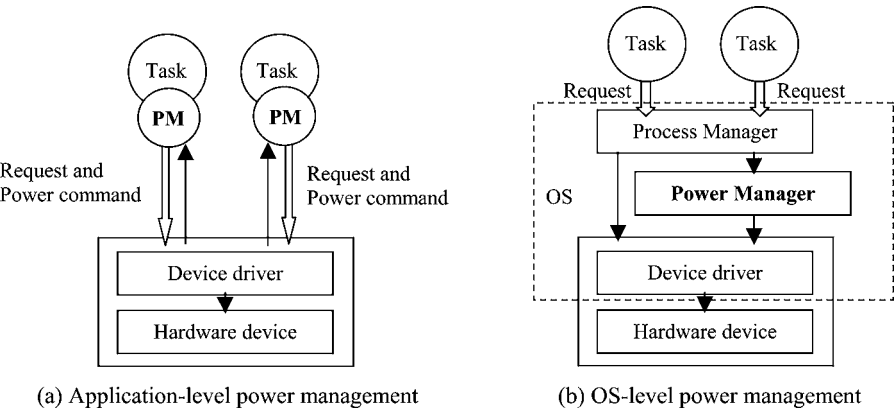 Task
Task
PM
PM
Request and
Power command
Request and
Power command
Device driver
Hardware device
(a) Application-level power management
Task
Task
Request
Request
Process Manager
OS
Power Manager
Device driver
Hardware device
(b) OS-level power management